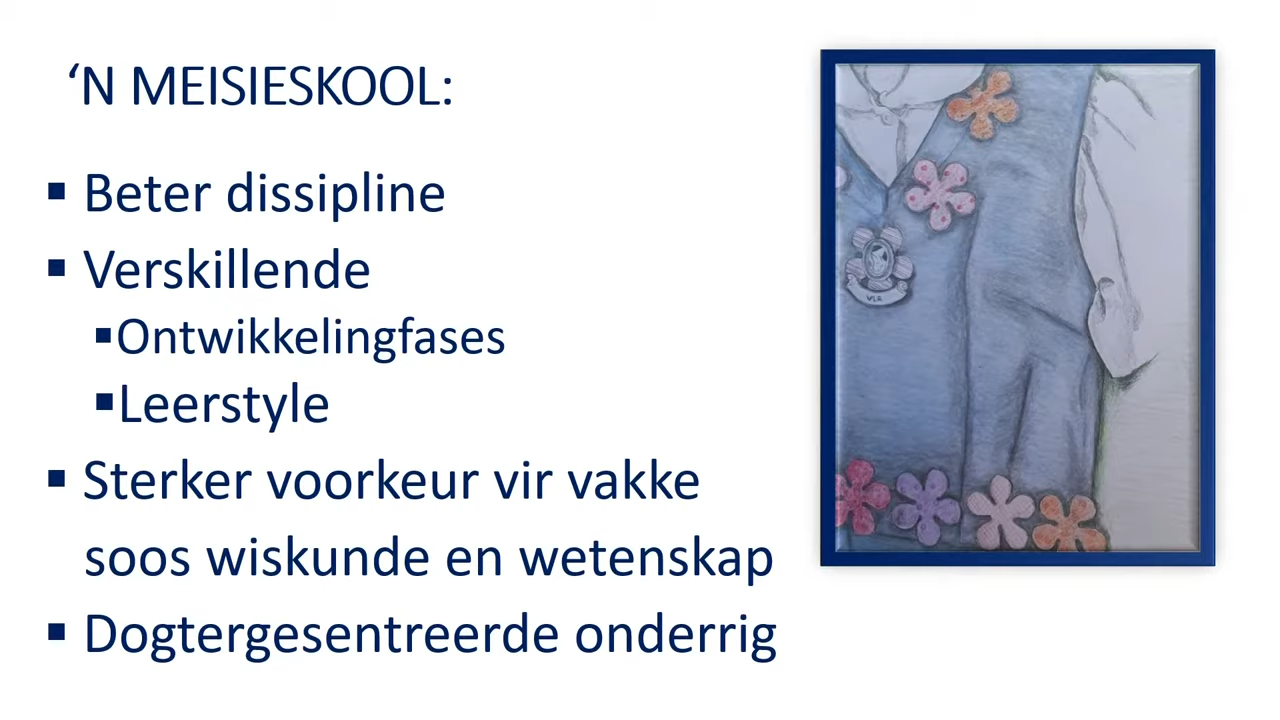 ‘N MEISIESKOOL:
▪ Beter dissipline
▪ Verskillende
▪Ontwikkelingfases
▪Leerstyle
▪ Sterker voorkeur vir vakke
soos wiskunde en wetenskap
▪ Dogtergesentreerde onderrig